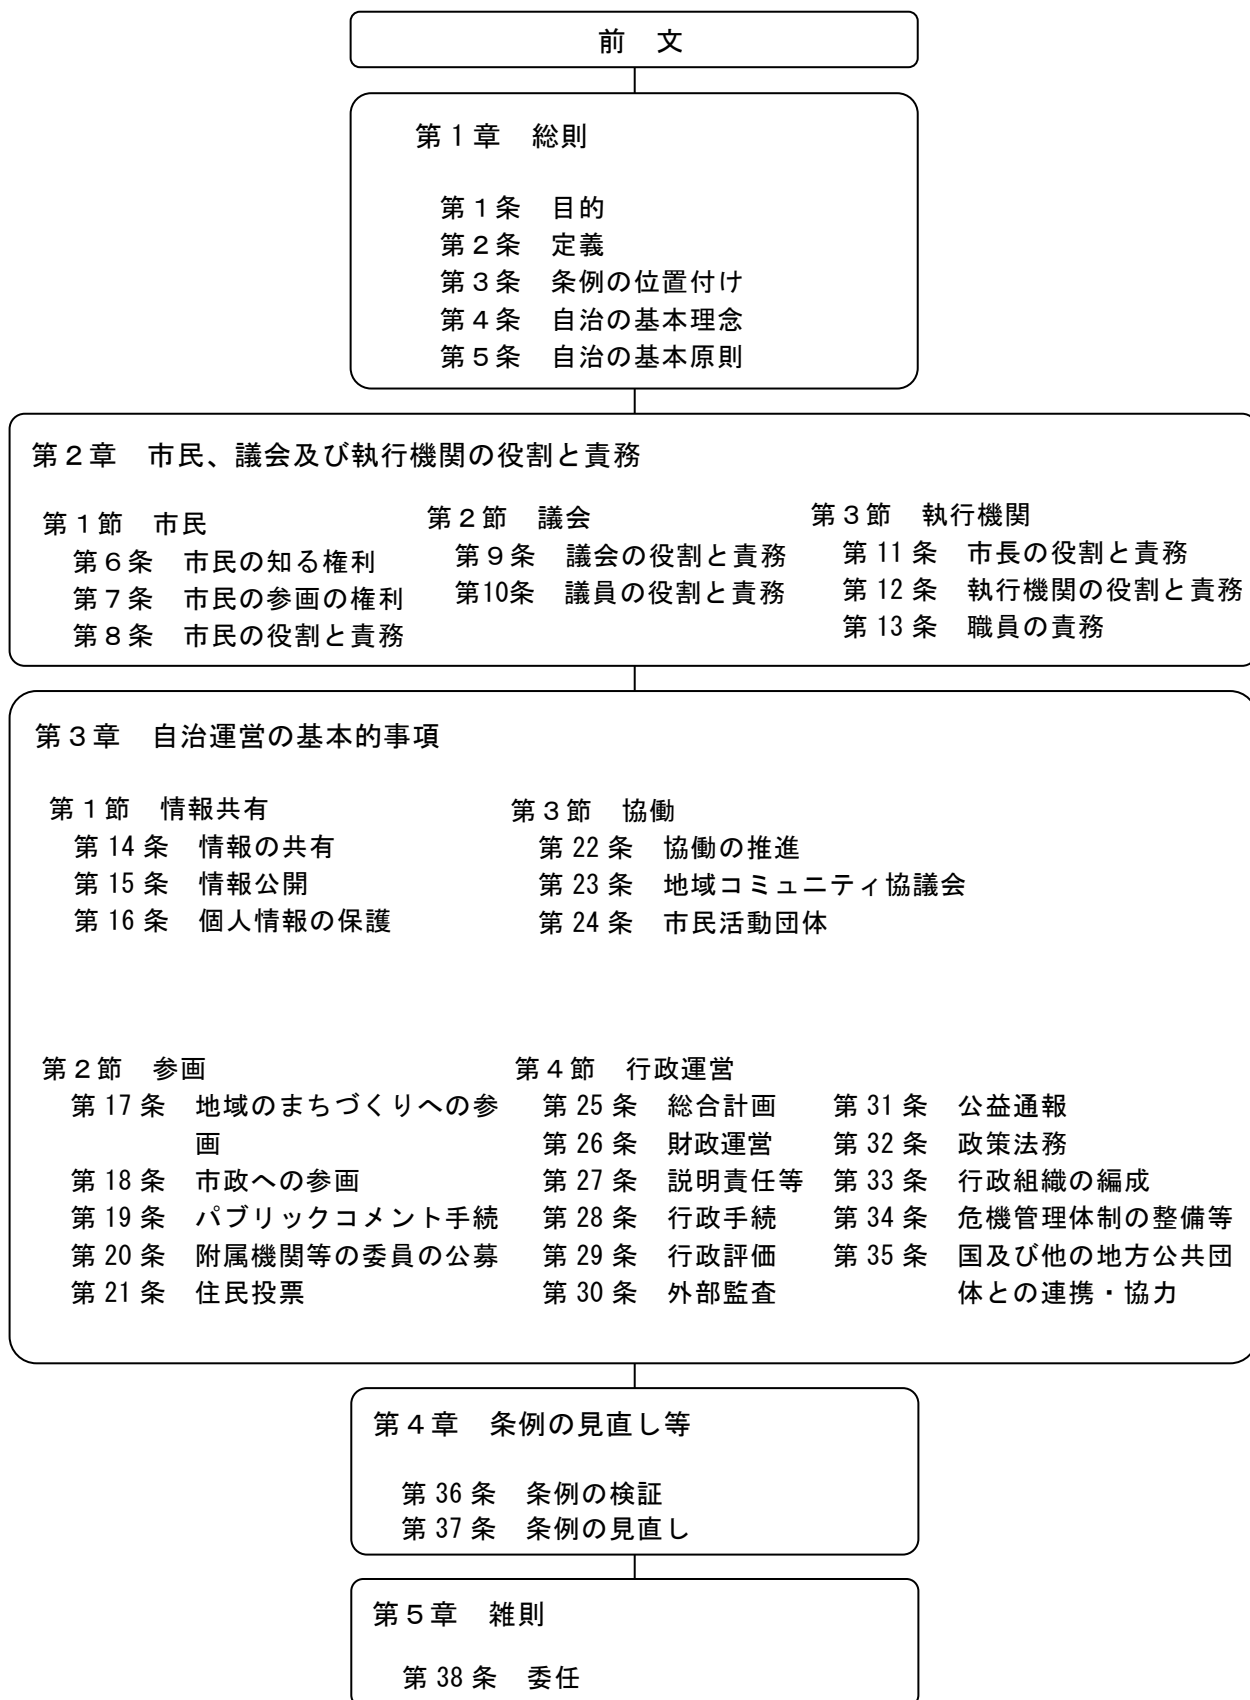 前　文
第１章　総則
第１条　目的
第２条　定義
第３条　条例の位置付け
第４条　自治の基本理念
第５条　自治の基本原則
第２章　市民、議会及び執行機関の役割と責務
第１節　市民
第６条　市民の知る権利
第７条　市民の参画の権利
第８条　市民の役割と責務
第２節　議会
第９条　議会の役割と責務
第10条　議員の役割と責務
第３節　執行機関
第 11 条　市長の役割と責務
第 12 条　執行機関の役割と責務
第 13 条　職員の責務
第３章　自治運営の基本的事項
第１節　情報共有
第 14 条　情報の共有
第 15 条　情報公開
第 16 条　個人情報の保護
第２節　参画
第 17 条　地域のまちづくりへの参
画
第 18 条　市政への参画
第 19 条　パブリックコメント手続
第 20 条　附属機関等の委員の公募
第 21 条　住民投票
第３節　協働
第 22 条　協働の推進
第 23 条　地域コミュニティ協議会
第 24 条　市民活動団体
第４節　行政運営
第 25 条　総合計画
第 26 条　財政運営
第 27 条　説明責任等
第 28 条　行政手続
第 29 条　行政評価
第 30 条　外部監査
第 31 条　公益通報
第 32 条　政策法務
第 33 条　行政組織の編成
第 34 条　危機管理体制の整備等
第 35 条　国及び他の地方公共団
体との連携・協力
第４章　条例の見直し等
第 36 条　条例の検証
第 37 条　条例の見直し
第５章　雑則
第 38 条　委任